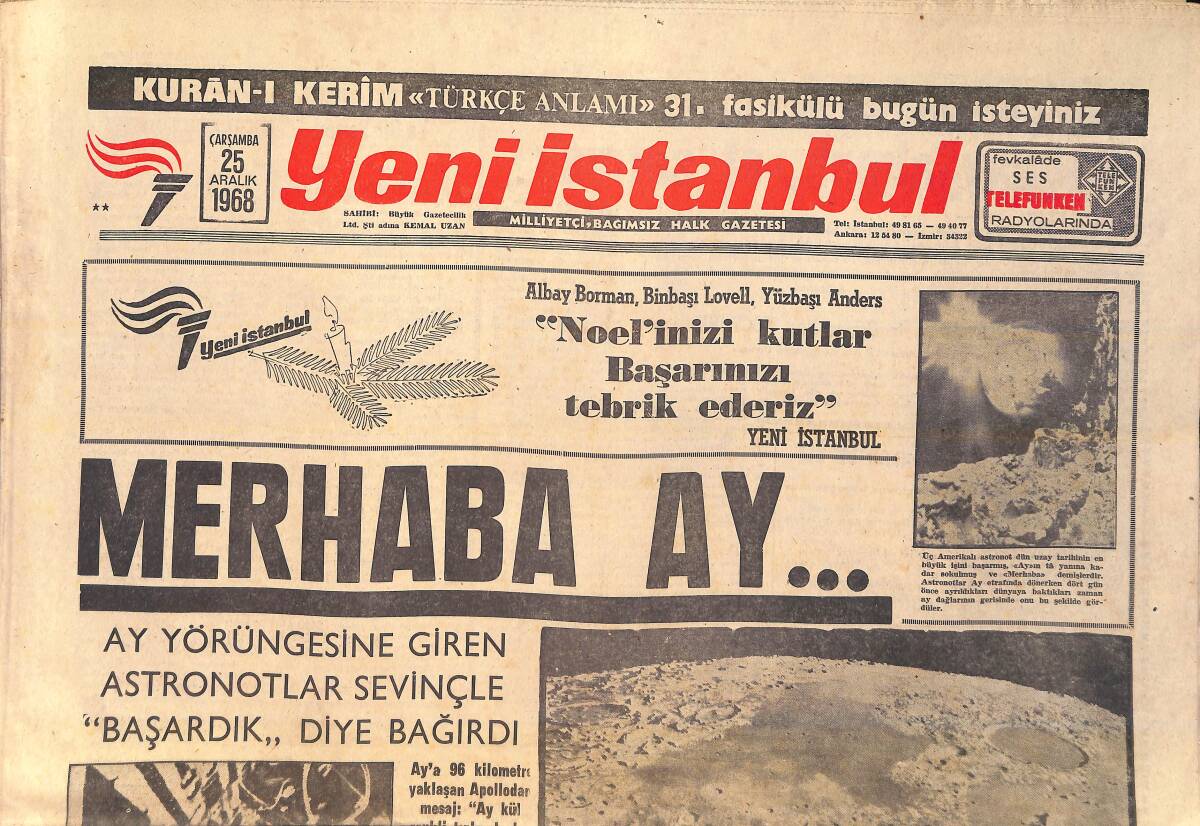 KURÂN-I KERİM «TÜRKÇE ANLAMI» 31. fasikülü bugün isteyiniz
ÇARŞAMBA
25
ARALIK
1968
**
Yeni istanbul
SAHİBİ: Büyük Gazetecilik
Ltd. Şti adına KEMAL UZAN
MİLLİYETÇİ-BAĞIMSIZ HALK GAZETESİ
Tel: İstanbul: 49 81 65 — 49 40 77
Ankara: 12 54 80 — İzmir: 34322
fevkalâde
SES
TELEFUNKEN
RADYOLARINDA
TELE
FUN
KEN
Yeni istanbul
Albay Borman, Binbaşı Lovell, Yüzbaşı Anders
“Noel'inizi kutlar
Başarınızı
tebrik ederiz”
YENİ İSTANBUL
MERHABA AY...
Üç Amerikalı astronot dün uzay tarihinin en
büyük işini başarmış, «Ay»ın tâ yanına ka-
dar sokulmuş ve «Merhaba» demişlerdir.
Astronotlar Ay etrafında dönerken dört gün
önce ayrıldıkları dünyaya baktıkları zaman
ay dağlarının gerisinde onu bu şekilde gör-
düler.
AY YÖRÜNGESİNE GİREN
ASTRONOTLAR SEVİNÇLE
“BAŞARDIK,, DİYE BAĞIRDI
Ay'a 96 kilometre
yaklaşan Apollodan
mesaj: “Ay kül